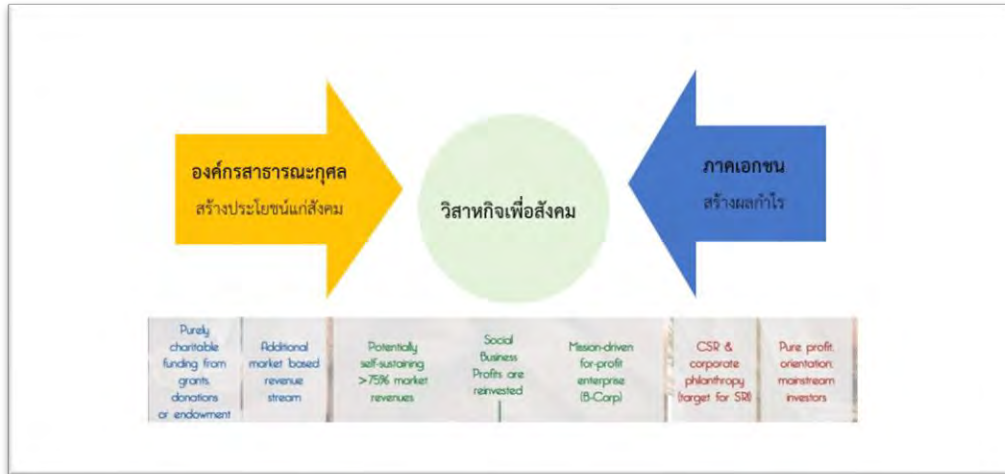 องค์กรสาธารณะกุศล
สร้างประโยชน์แก่สังคม
วิสาหกิจเพื่อสังคม
ภาคเอกชน
สร้างผลกำไร
Purely
charitable
funding from
grants,
donations
or endowment
Additional
market based
revenue
stream
Potentially
self-sustaining
>75% market
revenues
Social
Business
Profits are
reinvested
Mission-driven
for-profit
enterprise
(B-Corp)
CSR &
corporate
philanthropy
(target for SRI)
Pure profit,
orientation,
mainstream
investors